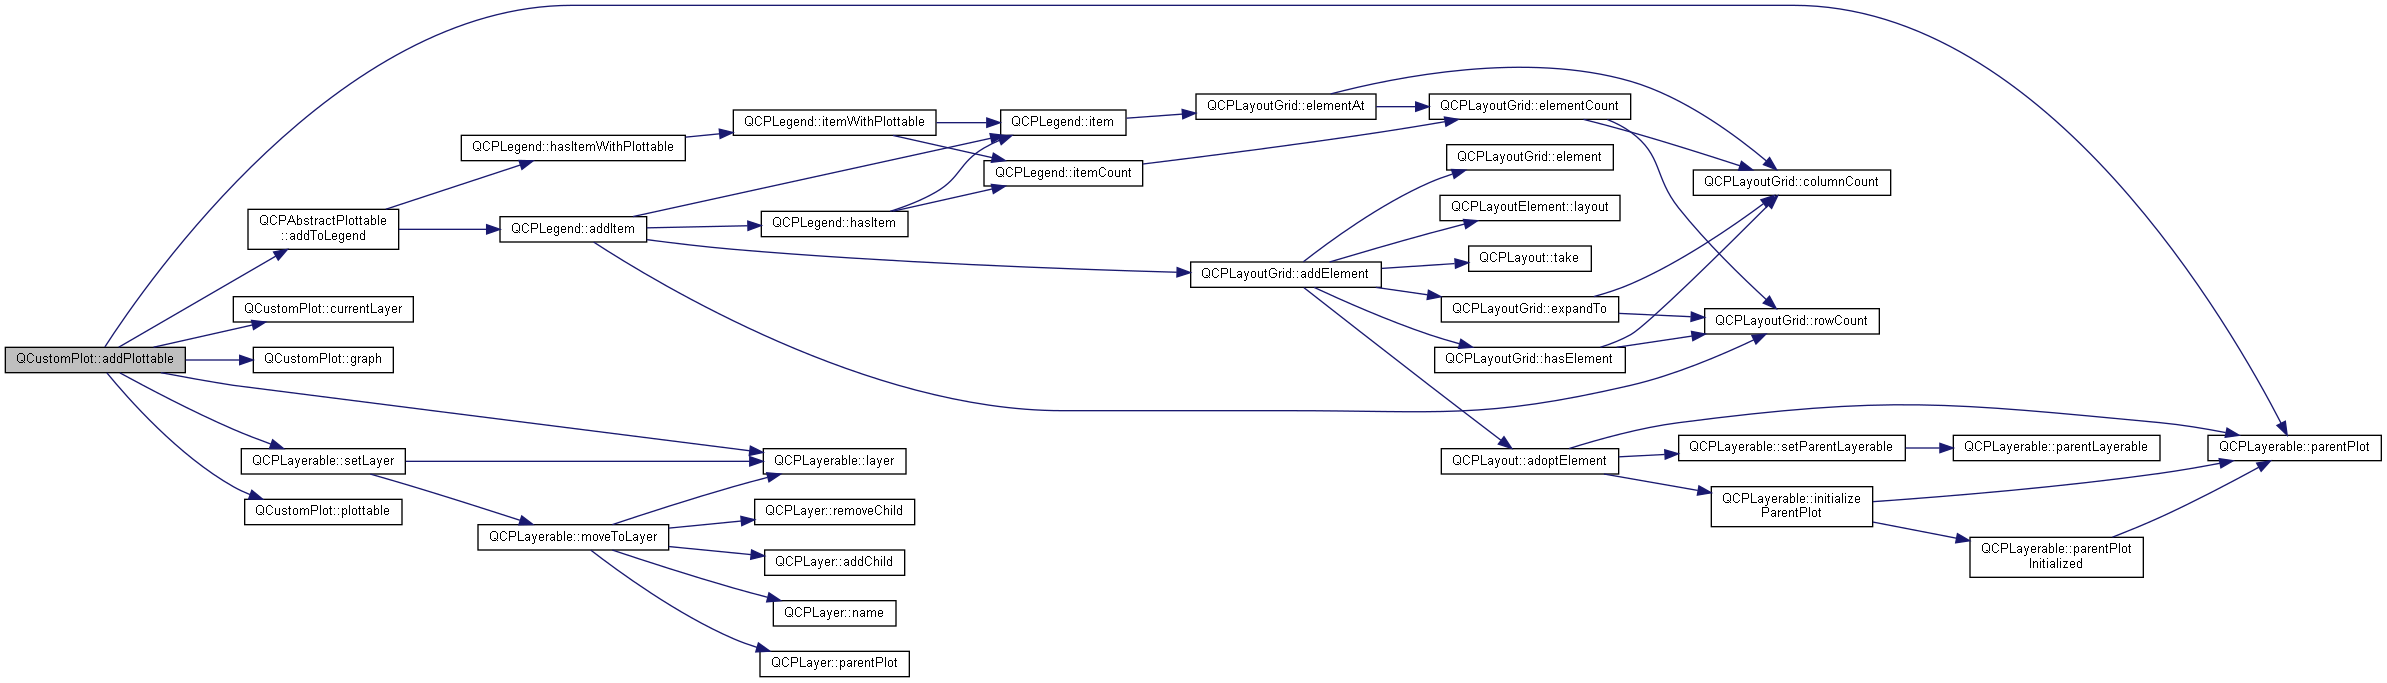 QCustomPlot::addPlottable
QCPAbstractPlottable
::addToLegend
QCustomPlot::currentLayer
QCustomPlot::graph
QCPLayerable::setLayer
QCustomPlot::plottable
QCPLegend::hasItemWithPlottable
QCPLegend::addItem
QCPLayerable::moveToLayer
QCPLegend::itemWithPlottable
QCPLegend::hasItem
QCPLayerable::layer
QCPLayer::removeChild
QCPLayer::addChild
QCPLayer::name
QCPLayer::parentPlot
QCPLegend::item
QCPLegend::itemCount
QCPLayoutGrid::elementAt
QCPLayoutGrid::addElement
QCPLayoutGrid::elementCount
QCPLayoutGrid::element
QCPLayoutElement::layout
QCPLayout::take
QCPLayoutGrid::expandTo
QCPLayoutGrid::hasElement
QCPLayout::adoptElement
QCPLayoutGrid::columnCount
QCPLayoutGrid::rowCount
QCPLayerable::setParentLayerable
QCPLayerable::initialize
ParentPlot
QCPLayerable::parentLayerable
QCPLayerable::parentPlot
Initialized
QCPLayerable::parentPlot